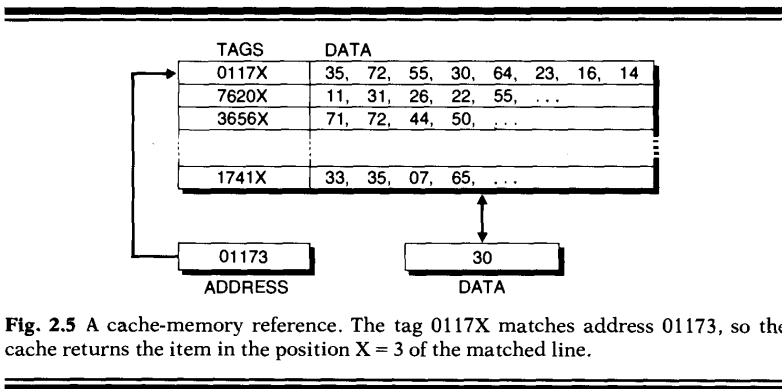 TAGS DATA
0117X 35, 72, 55, 30, 64, 23, 16, 14
7620X 11, 31, 26, 22, 55, ...
3656X 71, 72, 44, 50, ...
1741X 33, 35, 07, 65, ...
01173 30
ADDRESS DATA
Fig. 2.5 A cache-memory reference. The tag 0117X matches address 01173, so the
cache returns the item in the position X = 3 of the matched line.